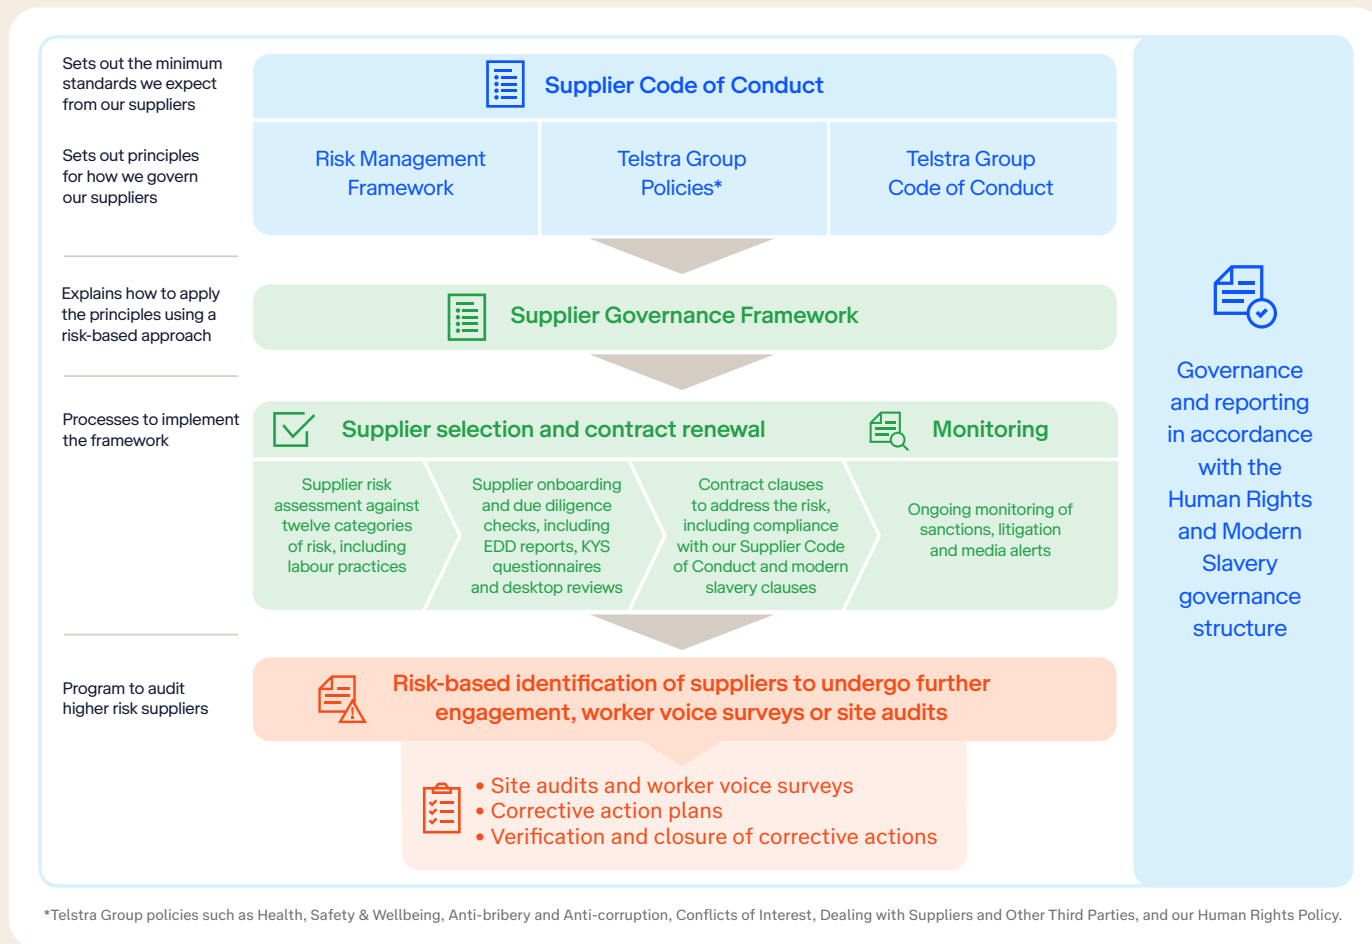 Sets out the minimum
standards we expect
from our suppliers
Supplier Code of Conduct
Sets out principles
for how we govern
our suppliers
Risk Management
Framework
Telstra Group
Policies*
Telstra Group
Code of Conduct
Explains how to apply
the principles using a
risk-based approach
Supplier Governance Framework
Processes to implement
the framework
Supplier selection and contract renewal
Monitoring
Supplier risk
assessment against
twelve categories
of risk, including
labour practices
Supplier onboarding
and due diligence
checks, including
EDD reports, KYS
questionnaires
and desktop reviews
Contract clauses
to address the risk,
including compliance
with our Supplier Code
of Conduct and modern
slavery clauses
Ongoing monitoring of
sanctions, litigation
and media alerts
Program to audit
higher risk suppliers
Risk-based identification of suppliers to undergo further
engagement, worker voice surveys or site audits
• Site audits and worker voice surveys
• Corrective action plans
• Verification and closure of corrective actions
Governance
and reporting
in accordance
with the
Human Rights
and Modern
Slavery
governance
structure
*Telstra Group policies such as Health, Safety & Wellbeing, Anti-bribery and Anti-corruption, Conflicts of Interest, Dealing with Suppliers and Other Third Parties, and our Human Rights Policy.